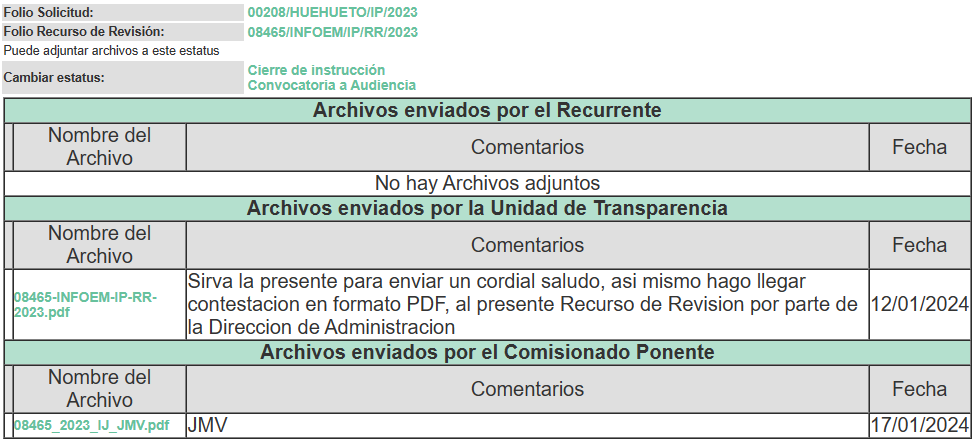 Folio Solicitud: 00208/HUEHUETO/IP/2023
Folio Recurso de Revisión: 08465/INFOEM/IP/RR/2023
Puede adjuntar archivos a este estatus
Cambiar estatus: Cierre de instrucción
Convocatoria a Audiencia
Archivos enviados por el Recurrente
Nombre del
Archivo
Comentarios
Fecha
No hay Archivos adjuntos
Archivos enviados por la Unidad de Transparencia
Nombre del
Archivo
Comentarios
Fecha
08465-INFOEM-IP-RR-
2023.pdf
Sirva la presente para enviar un cordial saludo, asi mismo hago llegar
contestacion en formato PDF, al presente Recurso de Revision por parte de
la Direccion de Administracion
12/01/2024
Archivos enviados por el Comisionado Ponente
Nombre del
Archivo
Comentarios
Fecha
08465_2023_IJ_JMV.pdf
JMV
17/01/2024